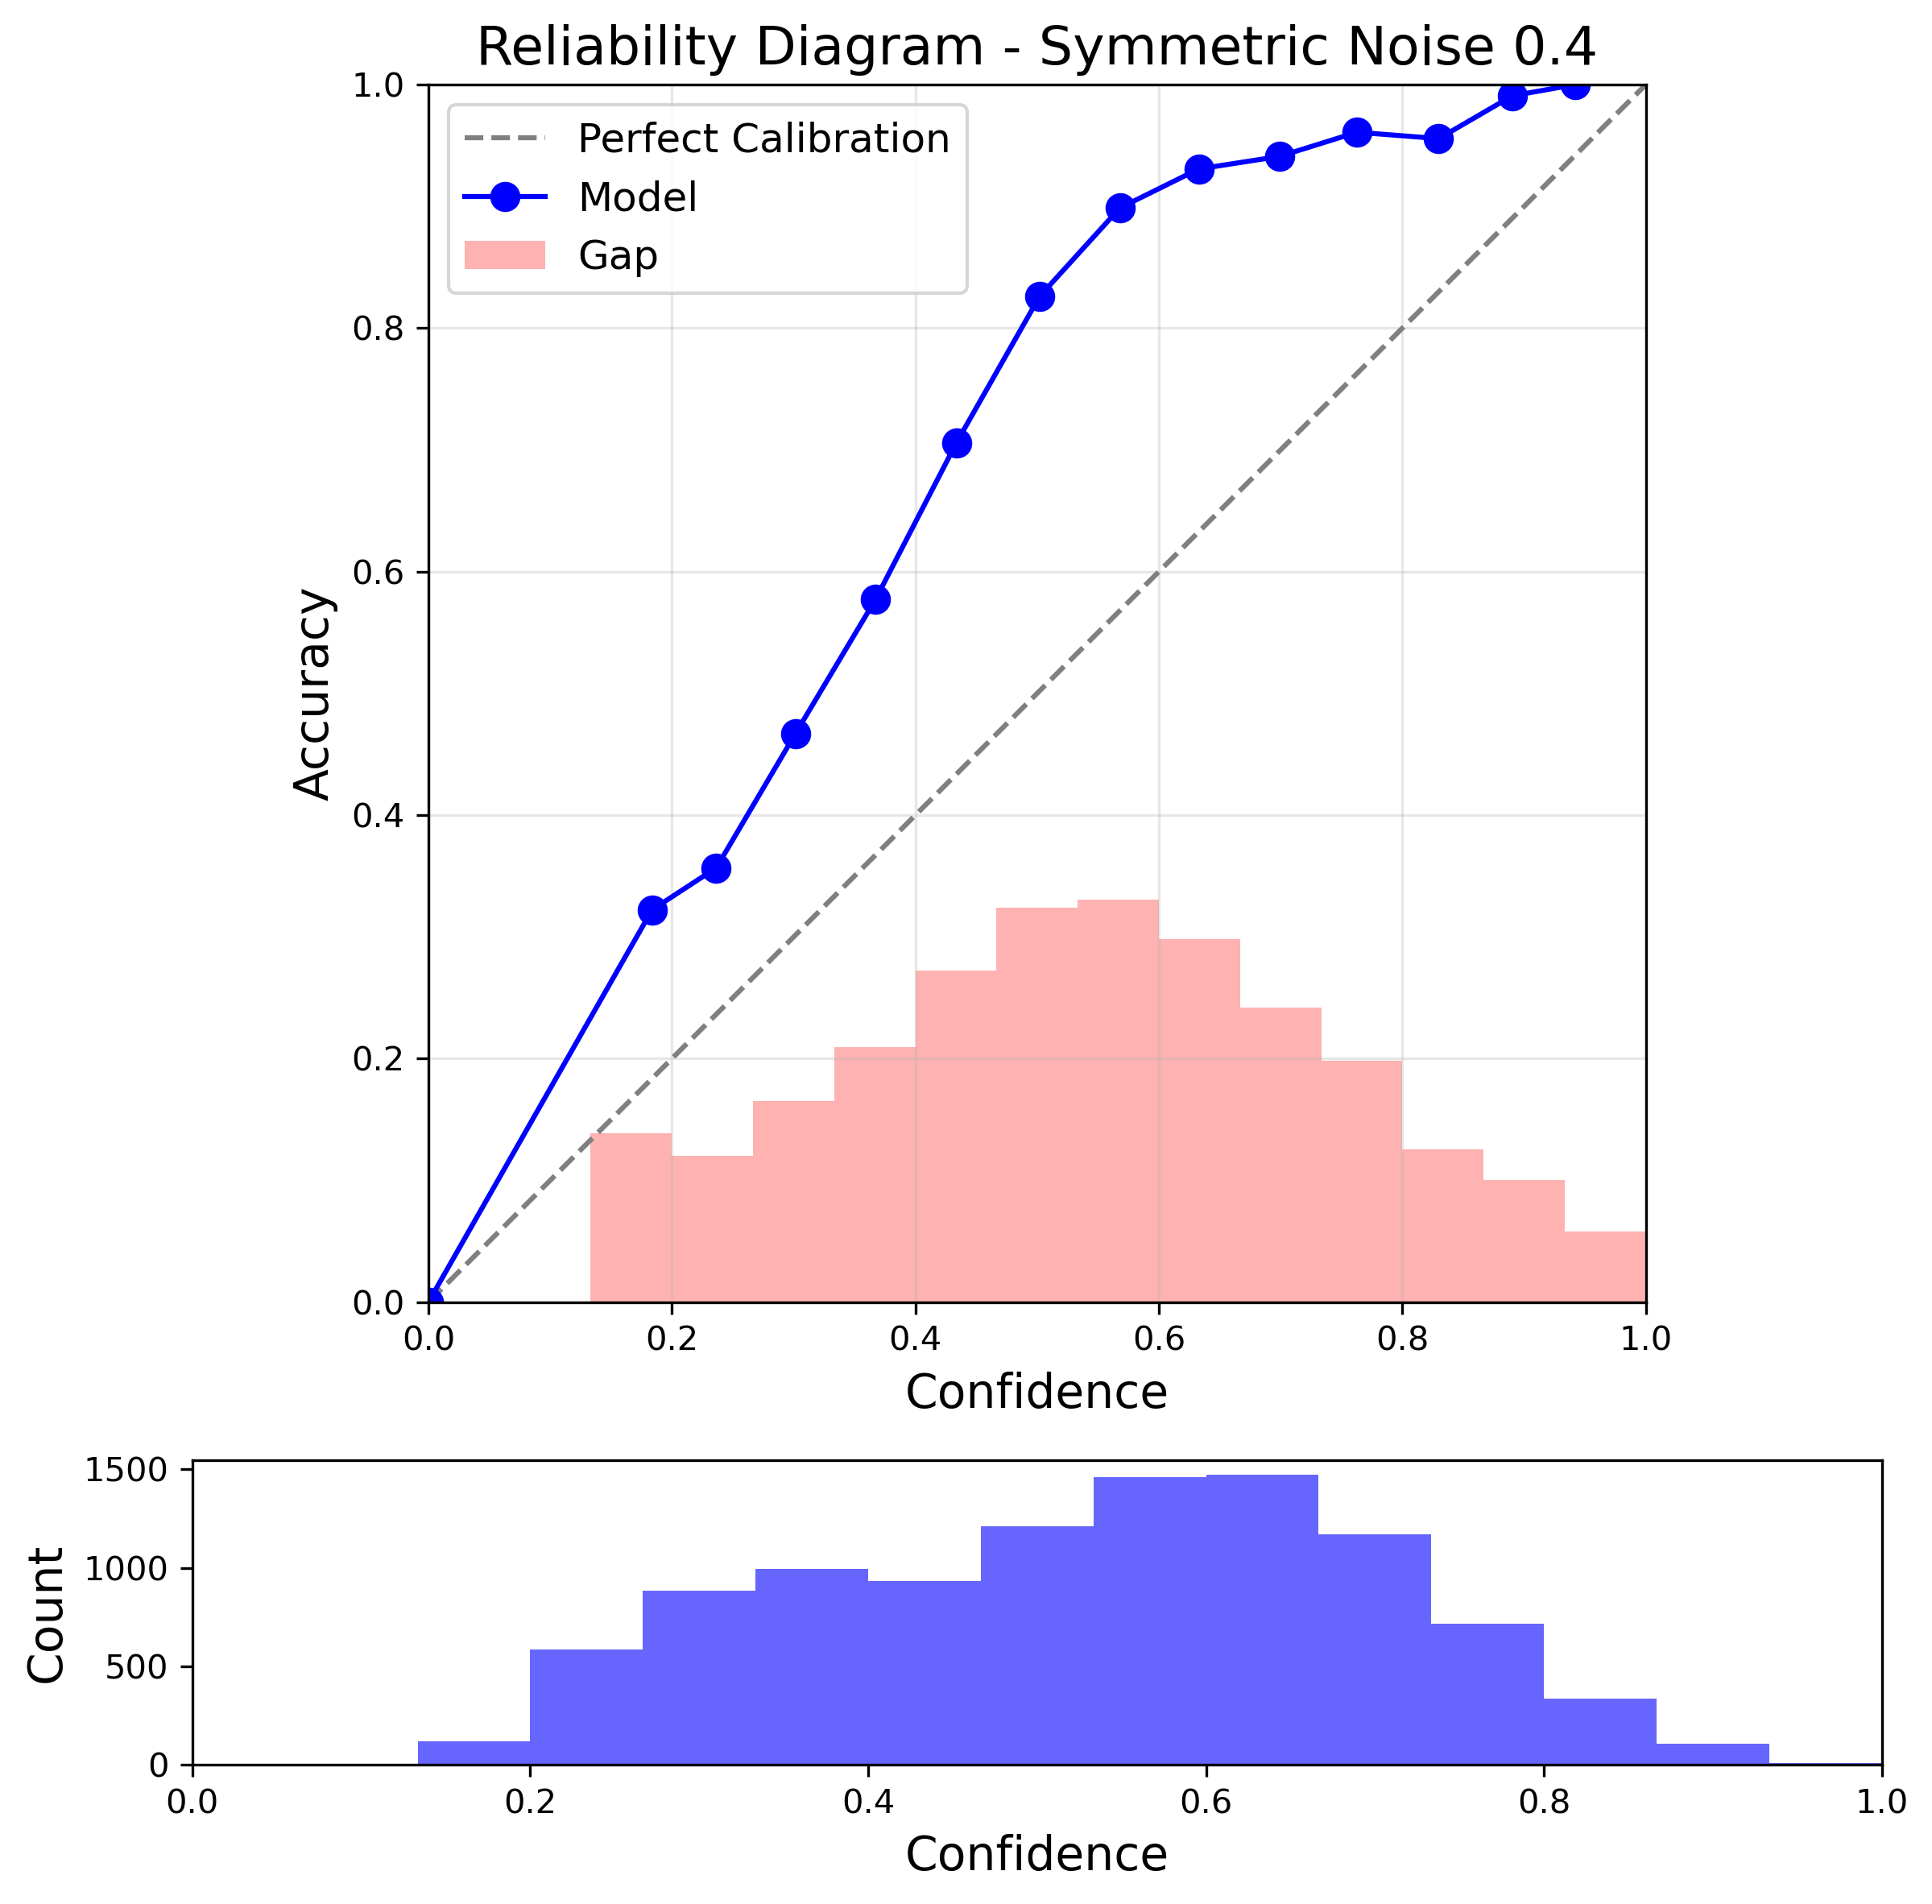 Reliability Diagram - Symmetric Noise 0.4
1.0
0.8
0.6
0.4
0.2
0.0
Accuracy
Perfect Calibration
Model
Gap
0.0 0.2 0.4 0.6 0.8 1.0
Confidence
1500
1000
500
0
Count
0.0 0.2 0.4 0.6 0.8 1.0
Confidence